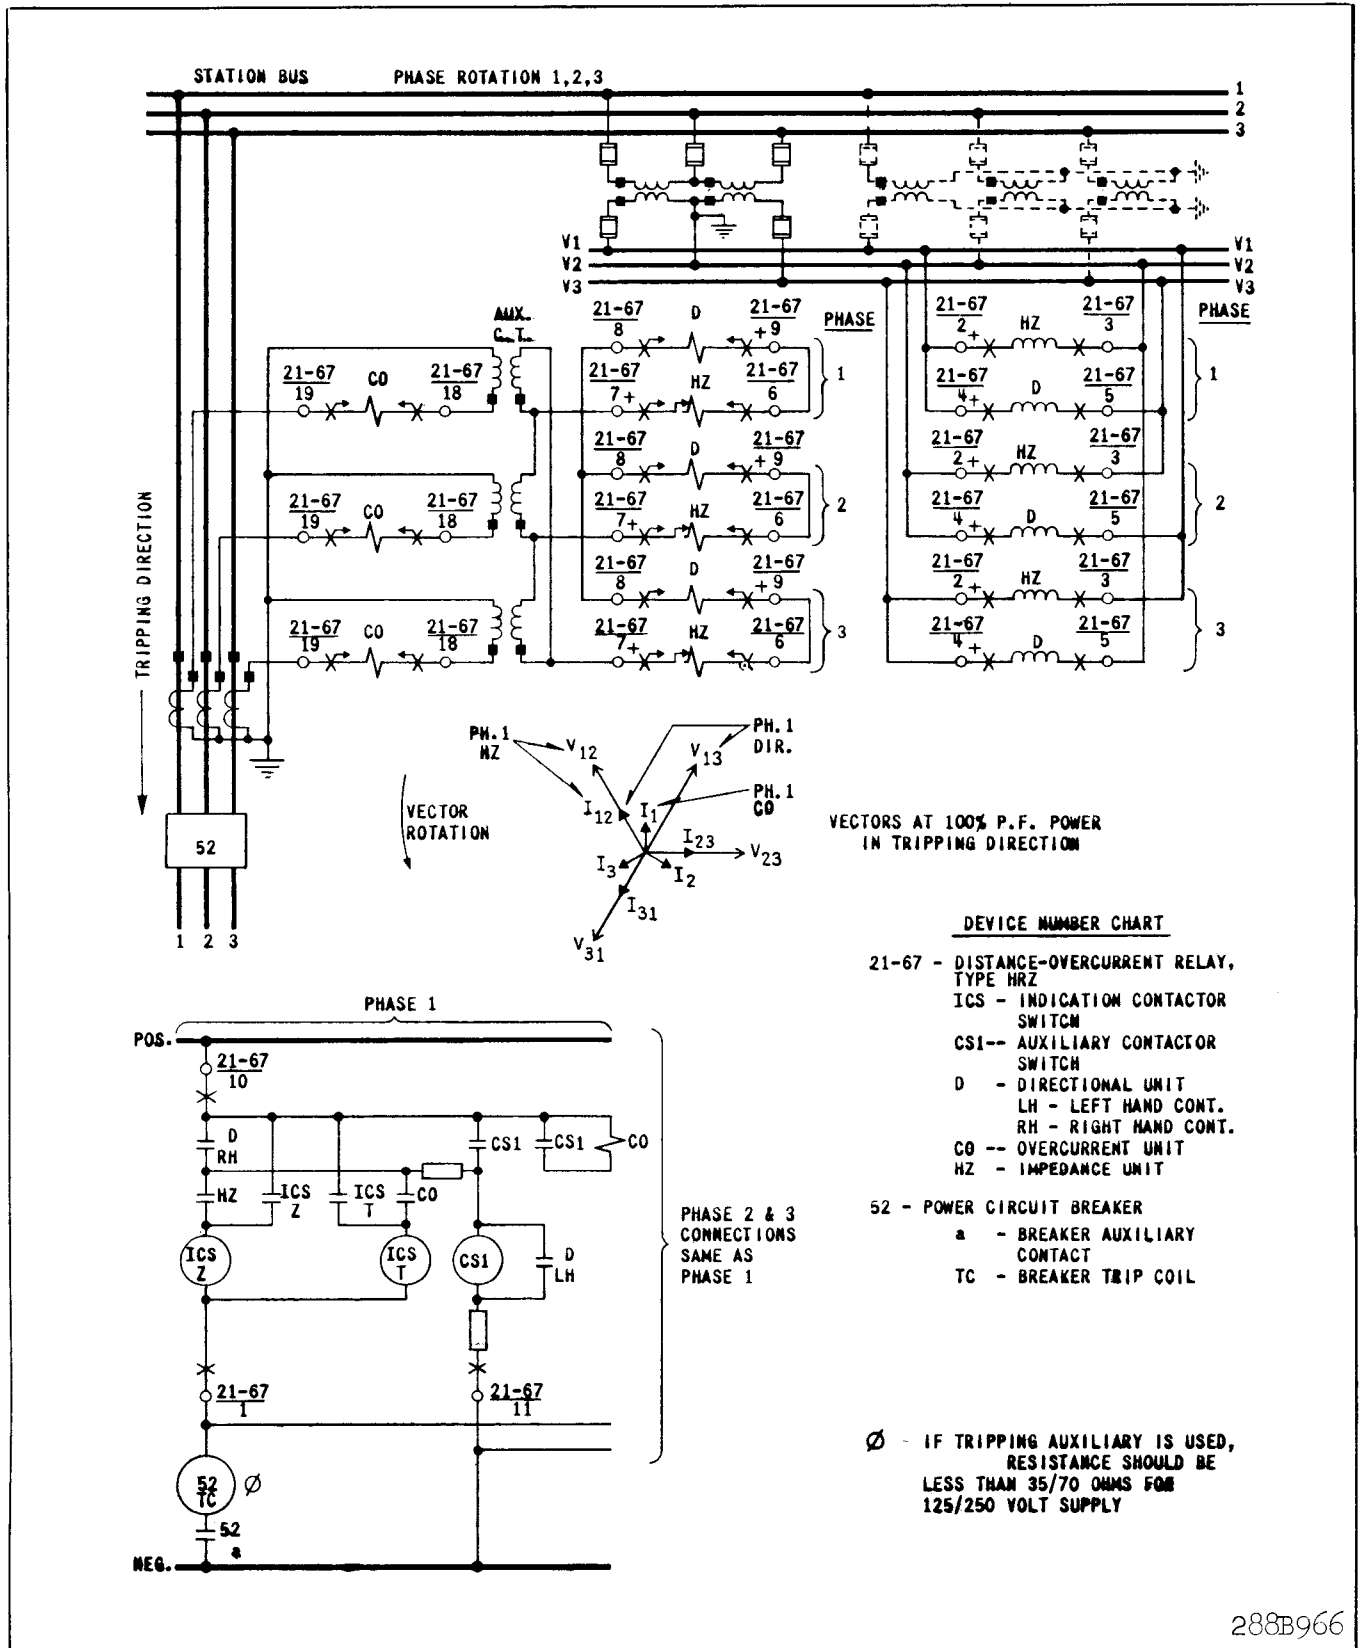 STATION BUS PHASE ROTATION 1,2,3
1
2
3
V1 V1
V2 V2
V3 V3
AUX.
C.T.
PHASE
PHASE
21-67 D 21-67
8 +9
21-67 HZ 21-67
2+ 3
21-67 CO 21-67
19 18
21-67 HZ 21-67
7+ 6
1
21-67 21-67
4+ D 5
1
21-67 D 21-67
8 +9
21-67 HZ 21-67
2+ 3
21-67 CO 21-67
19 18
21-67 HZ 21-67
7+ 6
2
21-67 21-67
4+ D 5
2
21-67 D 21-67
8 +9
21-67 HZ 21-67
2+ 3
21-67 CO 21-67
19 18
21-67 HZ 21-67
7+ 6
3
21-67 21-67
4+ D 5
3
TRIPPING DIRECTION
52
1 2 3
VECTOR
ROTATION
PH.1
HZ
V12
V13
PH.1
DIR.
PH.1
CO
I12
I1
I23
V23
I3
I2
I31
V31
VECTORS AT 100% P.F. POWER
IN TRIPPING DIRECTION
DEVICE NUMBER CHART
21-67 - DISTANCE-OVERCURRENT RELAY,
TYPE HRZ
ICS - INDICATION CONTACTOR
SWITCH
CS1-- AUXILIARY CONTACTOR
SWITCH
D - DIRECTIONAL UNIT
LH - LEFT HAND CONT.
RH - RIGHT HAND CONT.
CO -- OVERCURRENT UNIT
HZ - IMPEDANCE UNIT
52 - POWER CIRCUIT BREAKER
a - BREAKER AUXILIARY
CONTACT
TC - BREAKER TRIP COIL
PHASE 1
POS.
21-67
10
D
RH
CS1
CS1
CO
HZ
ICS
Z
ICS
T
CO
ICS
Z
ICS
T
CS1
D
LH
PHASE 2 & 3
CONNECTIONS
SAME AS
PHASE 1
21-67
1
21-67
11
52
TC
Ø
52
a
NEG.
Ø - IF TRIPPING AUXILIARY IS USED,
RESISTANCE SHOULD BE
LESS THAN 35/70 OHMS FOR
125/250 VOLT SUPPLY
288B966